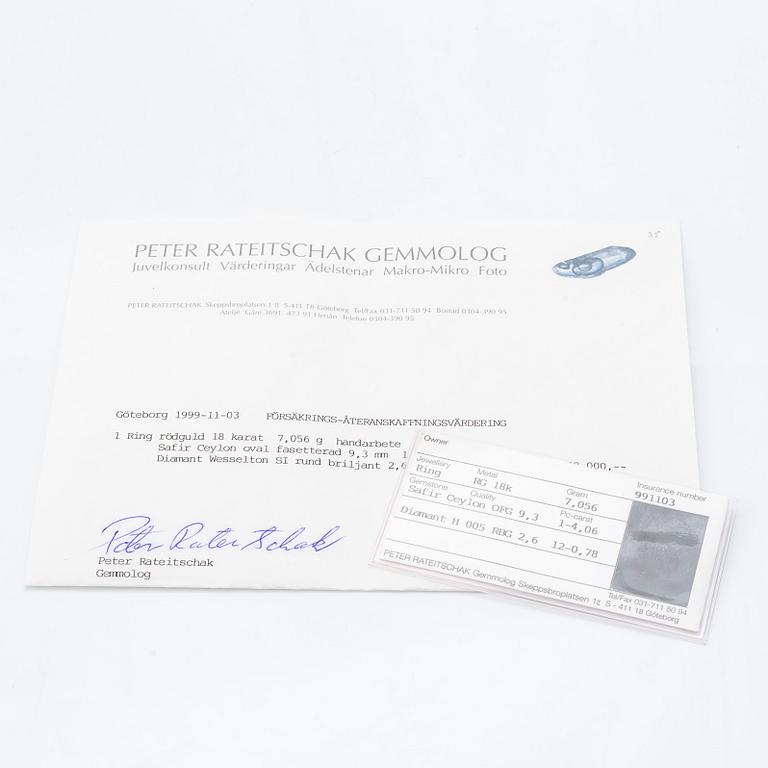 35
PETER RATEITSCHAK GEMMOLOG
Juvelkonsult Värderingar Ädelstenar Makro-Mikro Foto
PETER RATEITSCHAK Skeppsbroplatsen 1 S-411 18 Göteborg Tel/Fax 031-711 50 94 Bostad 0304-390 95
Ateljé Gåre 3691 473 91 Henån Telefon 0304-390 95
Göteborg 1999-11-03 FÖRSÄKRINGS-ÅTERANSKAFFNINGSVÄRDERING
1 Ring rödguld 18 karat 7,056 g handarbete 000,--
Safir Ceylon oval fasetterad 9,3 mm 1
Diamant Wesselton SI rund briljant 2,6
Peter Rateitschak
Peter Rateitschak
Gemmolog
Owner
Jewellery Metal Gram Insurance number
Ring RG 18k 7,056 991103
Gemstone Quality Pc-carat
Safir Ceylon OFG 9,3 1-4,06
Diamant H 005 RBG 2,6 12-0,78
Tel/Fax 031-711 50 94
PETER RATEITSCHAK Gemmolog Skeppsbroplatsen 1 S - 411 18 Göteborg